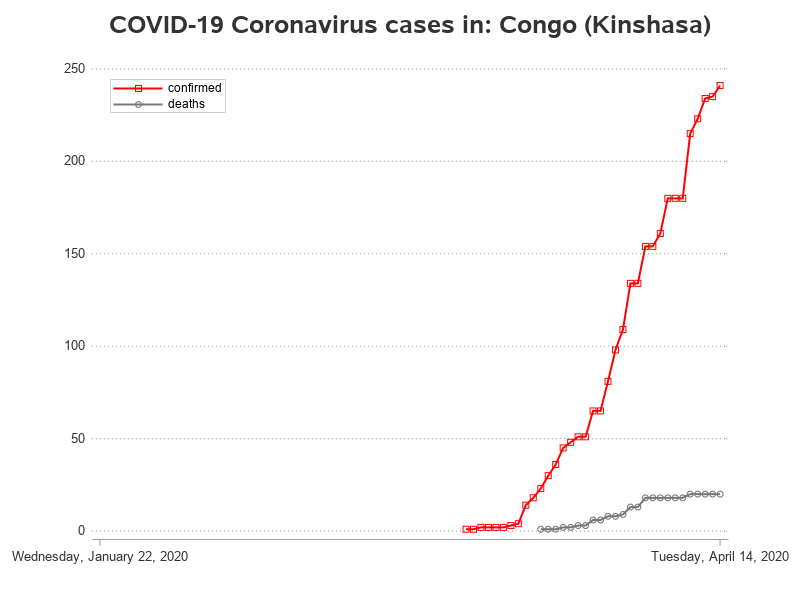 COVID-19 Coronavirus cases in: Congo (Kinshasa)
250
confirmed
deaths
200
150
100
50
0
Wednesday, January 22, 2020 Tuesday, April 14, 2020